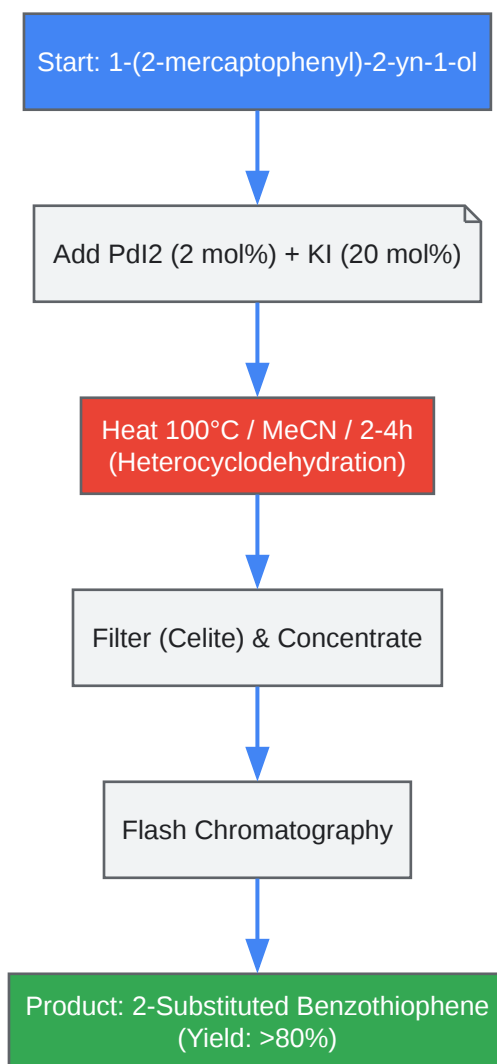 Start: 1-(2-mercaptophenyl)-2-yn-1-ol
Add PdI2 (2 mol%) + KI (20 mol%)
Heat 100°C / MeCN / 2-4h
(Heterocyclodehydration)
Filter (Celite) & Concentrate
Flash Chromatography
Product: 2-Substituted Benzothiophene
(Yield: >80%)